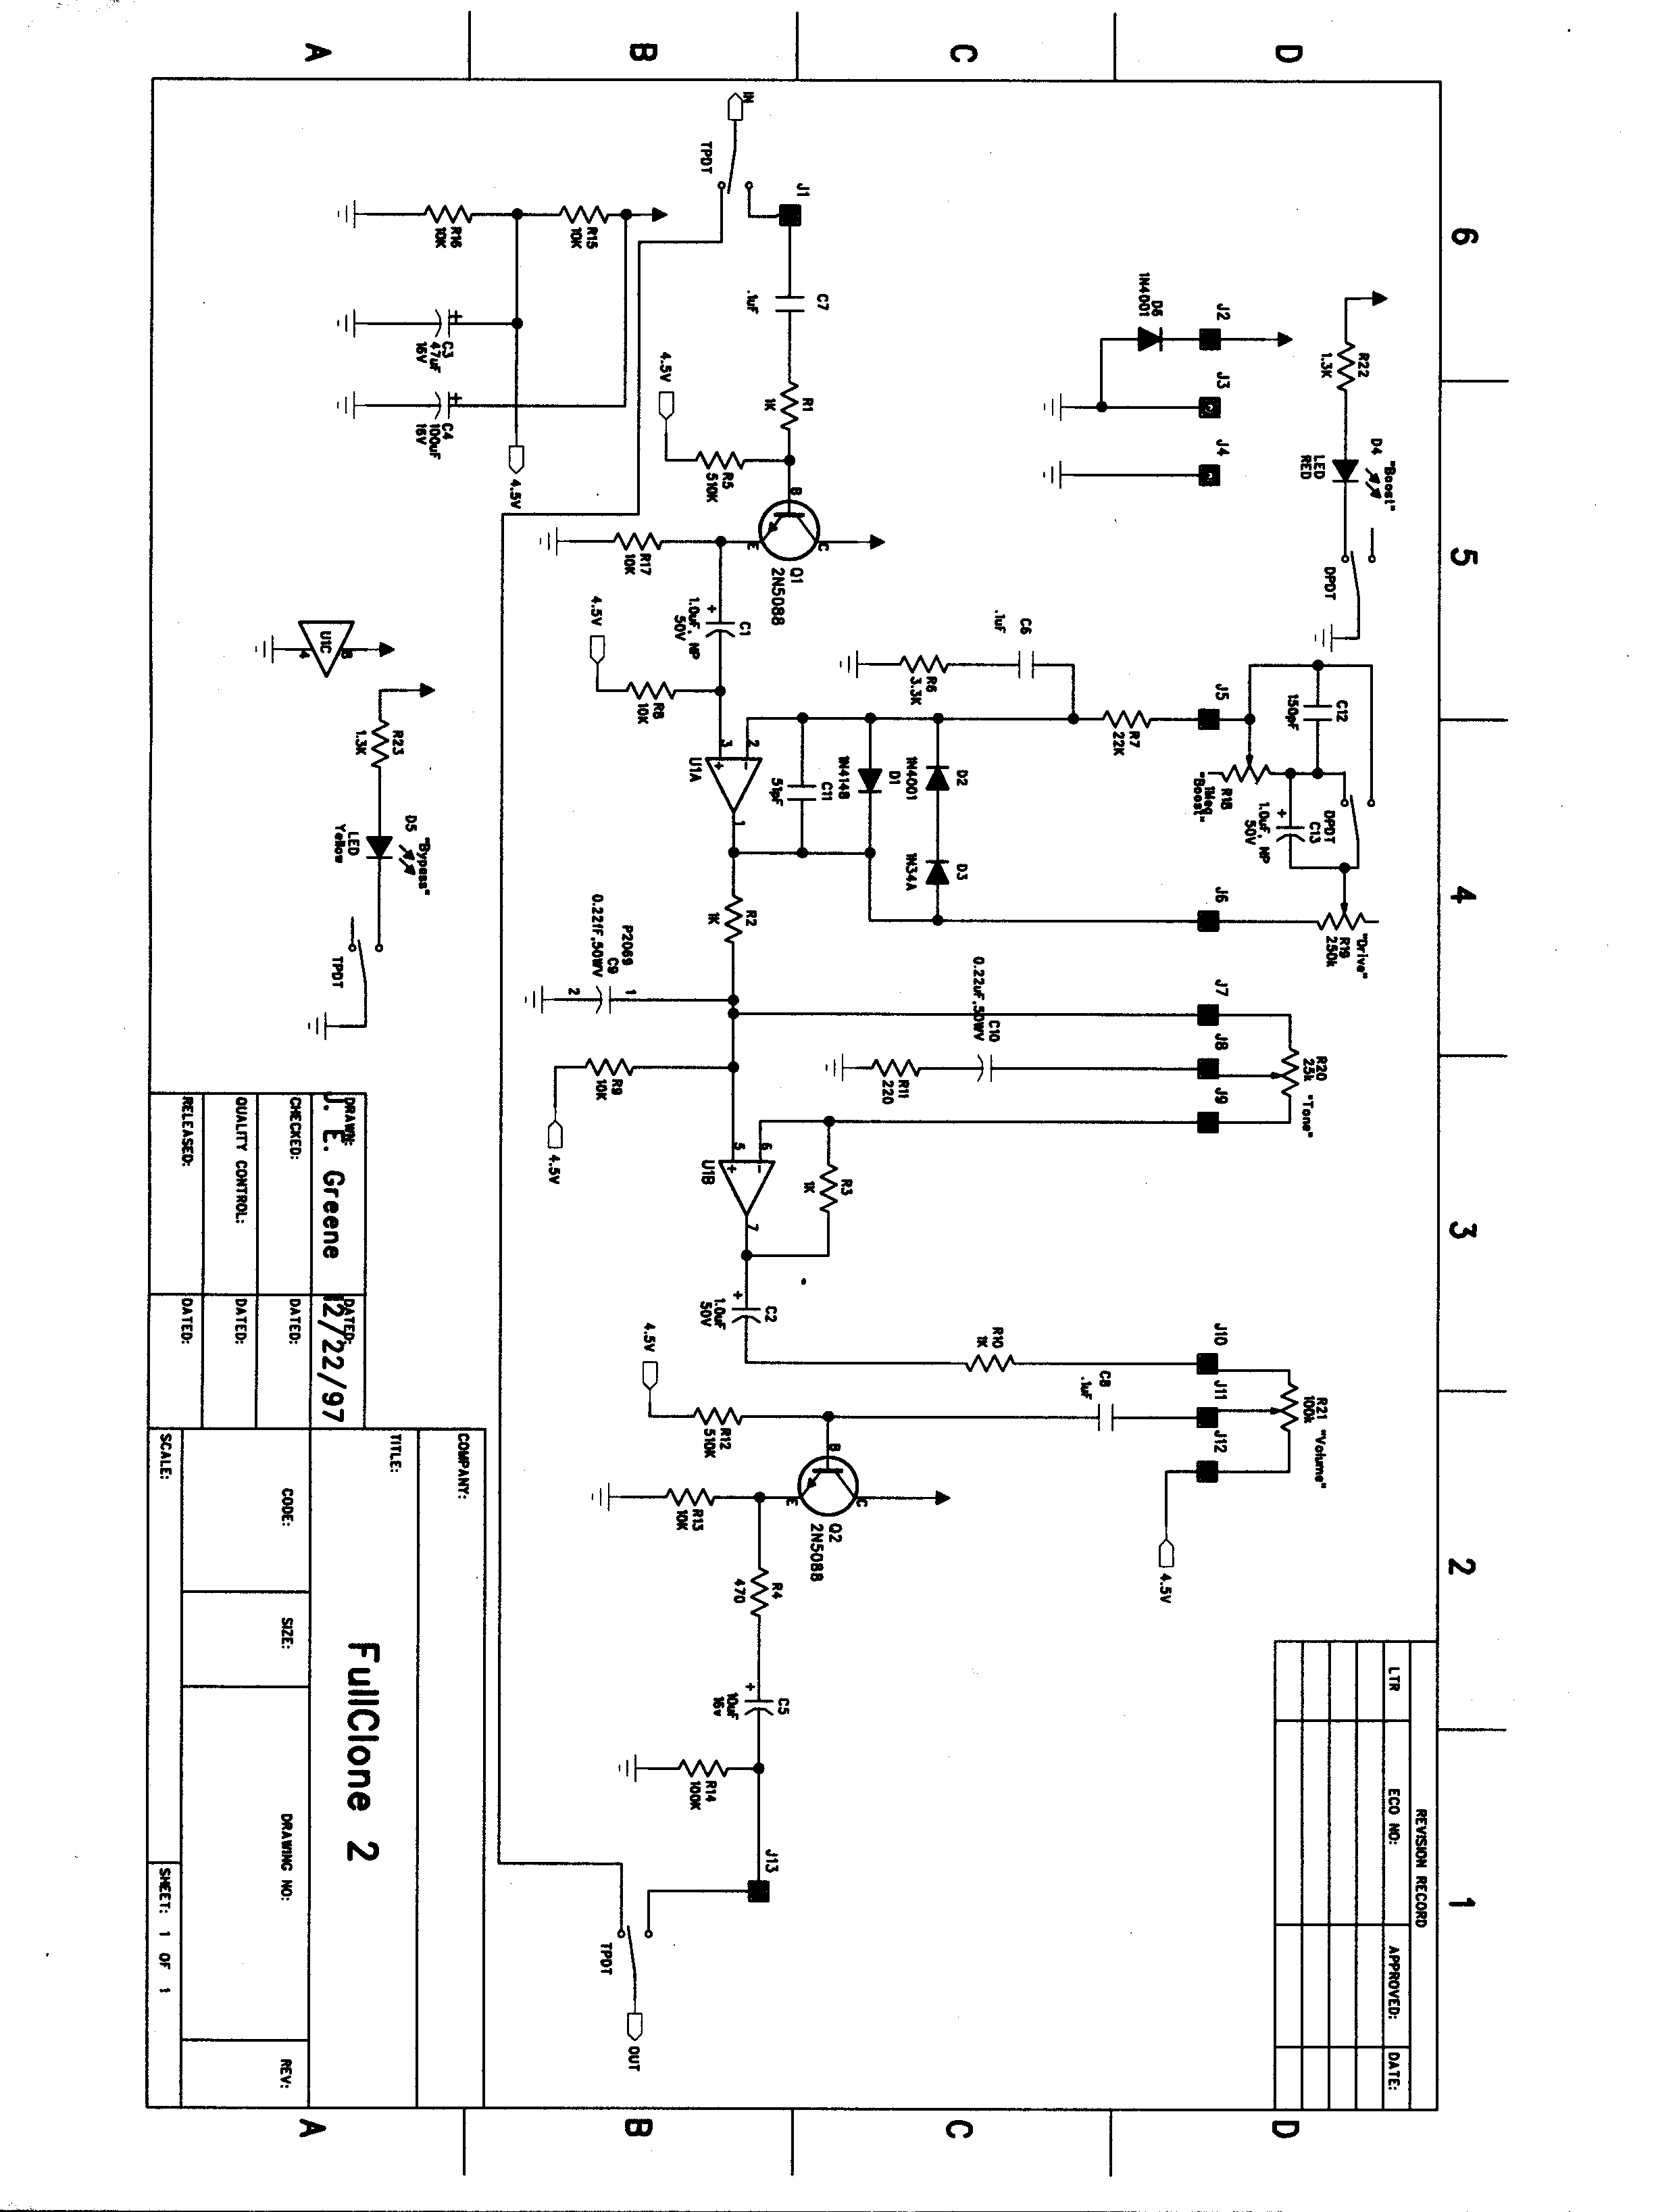 A
B
C
D
6
5
4
3
2
1
IN
TPDT
J1
C7
.1uF
R1
1K
4.5V
R5
510K
B
E
C
Q1
2N5088
R16
10K
R15
10K
C3
47uF
16V
C4
100uF
16V
4.5V
R17
10K
C1
1.0uF, NP
50V
4.5V
R8
10K
D6
1N4001
J2
J3
J4
R22
1.3K
D4
"Boost"
LED
RED
DPDT
C6
.1uF
R6
3.3K
R7
22K
J5
C12
150pF
R18
1Meg
"Boost"
DPDT
C13
1.0uF, NP
50V
"Drive"
R19
250k
J6
D2
1N4001
D3
1N34A
D1
1N4148
C11
51pF
2
3
1
U1A
U1C
8
4
R23
1.3K
D5
"Bypass"
LED
Yellow
TPDT
R2
1K
P2069
C9
0.22fF,50WV
1
2
R9
10K
4.5V
C10
0.22uF,50WV
R11
220
J7
J8
J9
R20
25k
"Tone"
6
5
7
U1B
R3
1K
C2
1.0uF
50V
R10
1K
J10
J11
J12
R21
100k
"Volume"
C8
.1uF
4.5V
4.5V
R12
510K
B
E
C
Q2
2N5088
R13
10K
R4
470
C5
10uF
16v
R14
100K
J13
TPDT
OUT
REVISION RECORD
LTR
ECO NO:
APPROVED:
DATE:
COMPANY:
TITLE:
FullClone 2
DRAWN:
J. E. Greene
DATED:
12/22/97
CHECKED:
DATED:
QUALITY CONTROL:
DATED:
RELEASED:
DATED:
CODE:
SIZE:
DRAWING NO:
REV:
SCALE:
SHEET: 1 OF 1
A
B
C
D